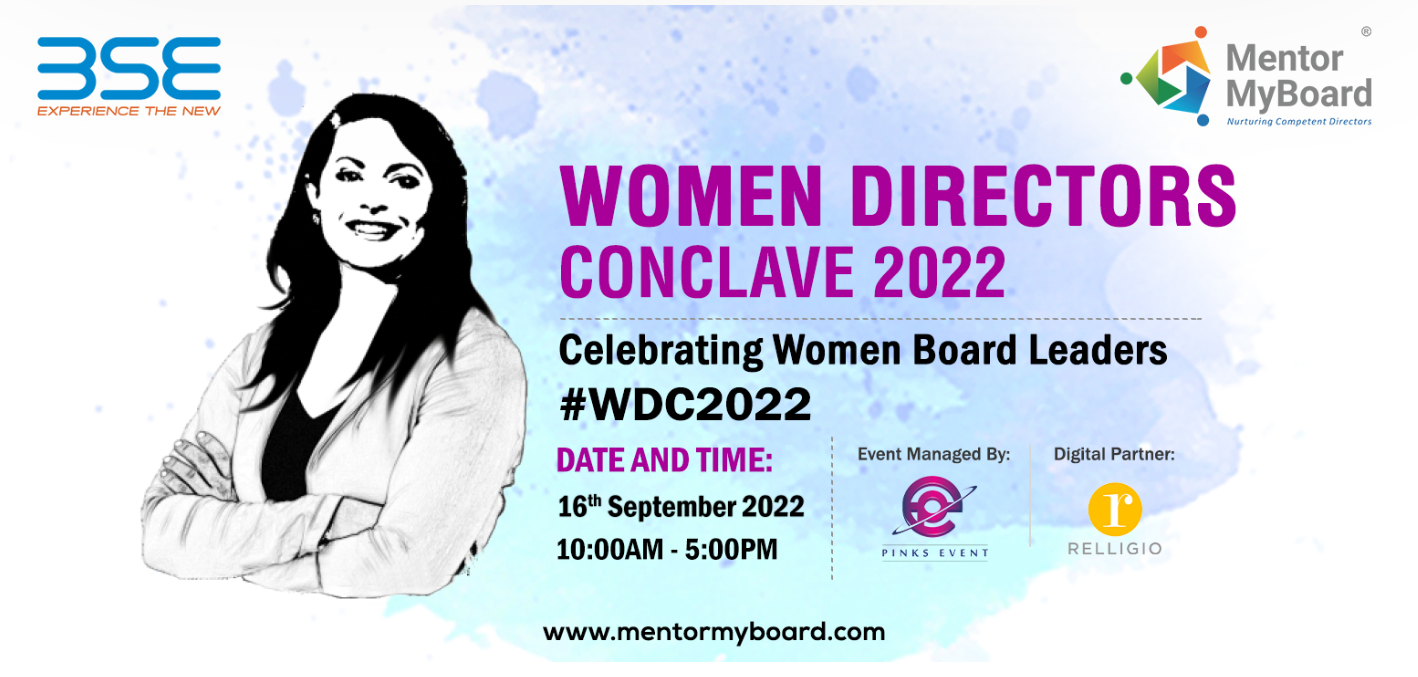 BSE
EXPERIENCE THE NEW
®
Mentor
MyBoard
Nurturing Competent Directors
WOMEN DIRECTORS
CONCLAVE 2022
Celebrating Women Board Leaders
#WDC2022
DATE AND TIME:
16th September 2022
10:00AM - 5:00PM
Event Managed By:
PINKS EVENT
Digital Partner:
r
RELLIGIO
www.mentormyboard.com